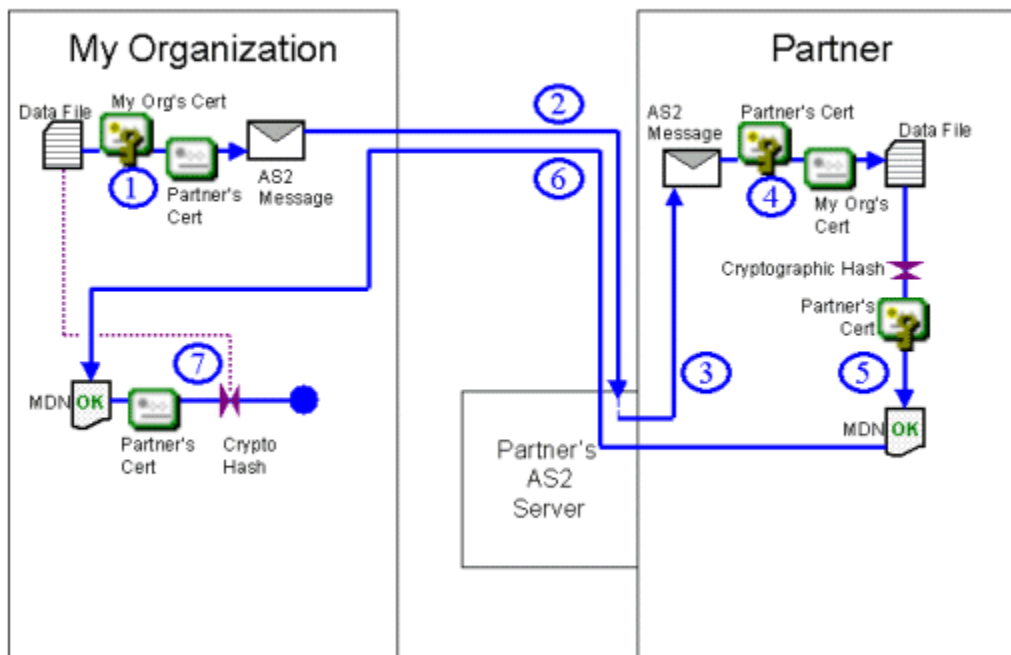 My Organization
Data File
My Org's Cert
1
Partner's
Cert
AS2
Message
2
6
7
MDN
OK
Partner's
Cert
Crypto
Hash
Partner's
AS2
Server
Partner
AS2
Message
Partner's Cert
Data File
4
My Org's
Cert
Cryptographic Hash
Partner's
Cert
3
5
MDN
OK